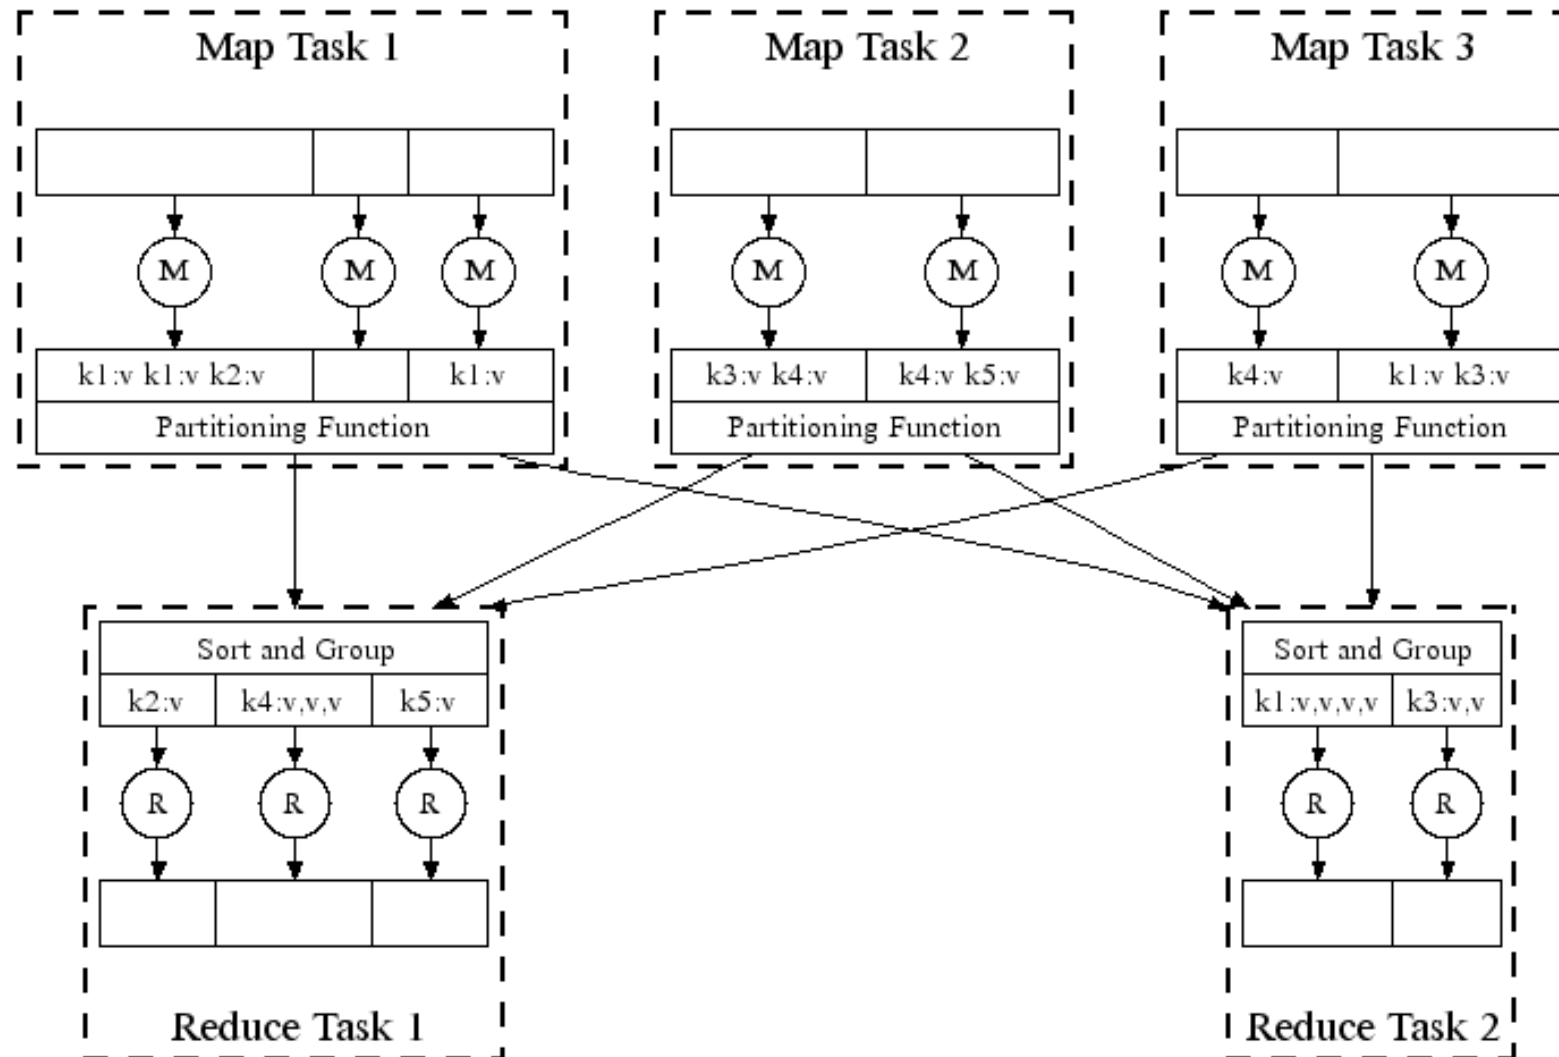 Map Task 1
Map Task 2
Map Task 3
M M M
M M
M M
k1:v k1:v k2:v
k1:v
k3:v k4:v
k4:v k5:v
k4:v
k1:v k3:v
Partitioning Function
Partitioning Function
Partitioning Function
Sort and Group
k2:v
k4:v,v,v
k5:v
R R R
Reduce Task 1
Sort and Group
k1:v,v,v,v
k3:v,v
R R
Reduce Task 2